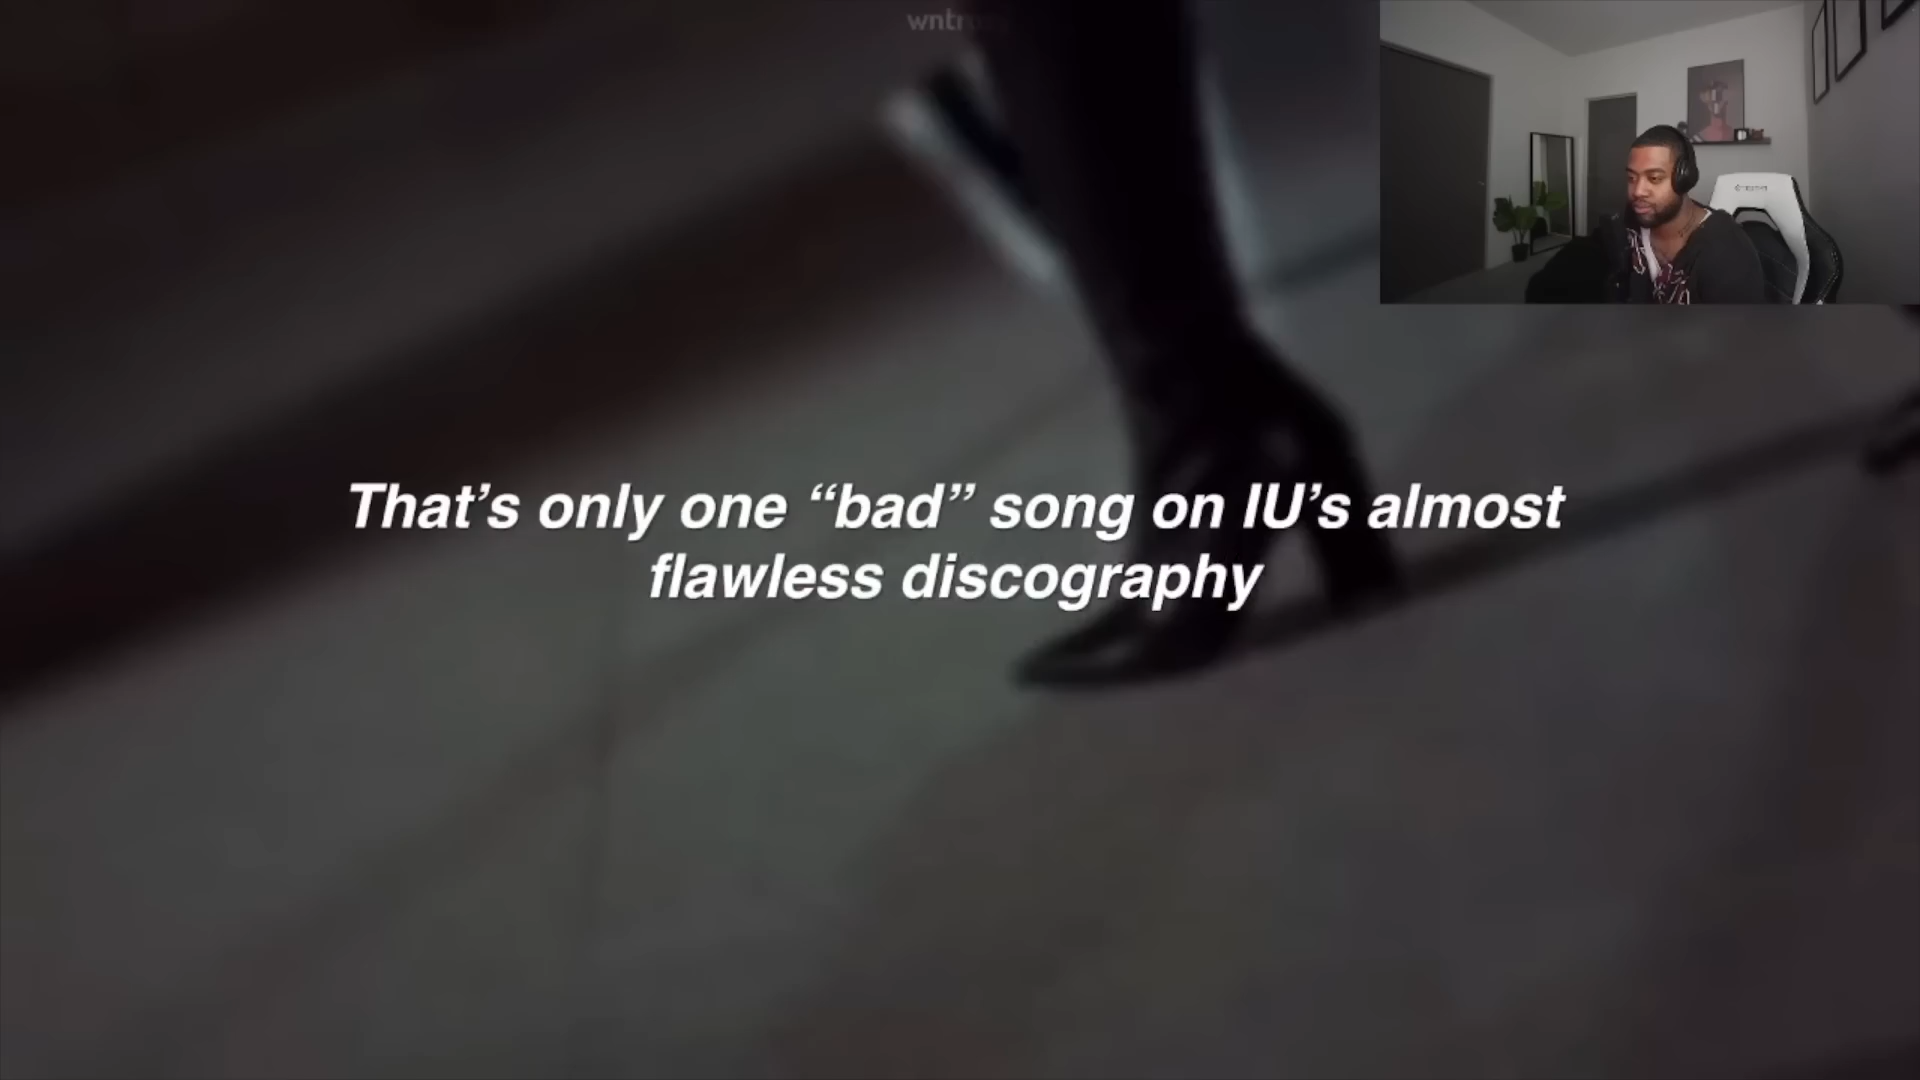 That’s only one “bad” song on IU’s almost
flawless discography